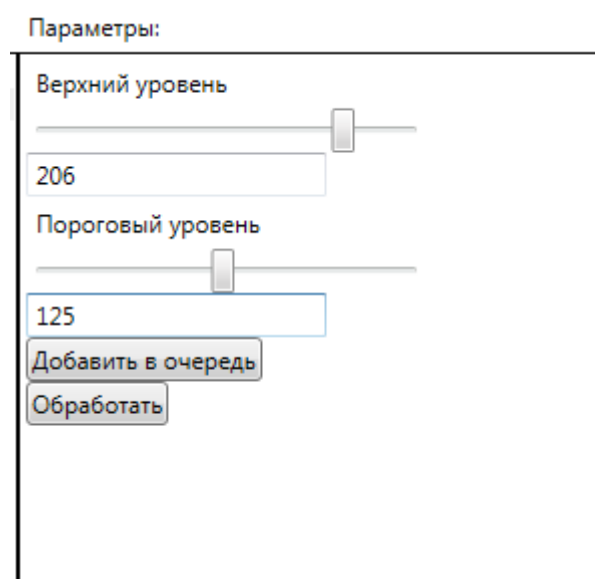 Параметры:
Верхний уровень
206
Пороговый уровень
125
Добавить в очередь
Обработать